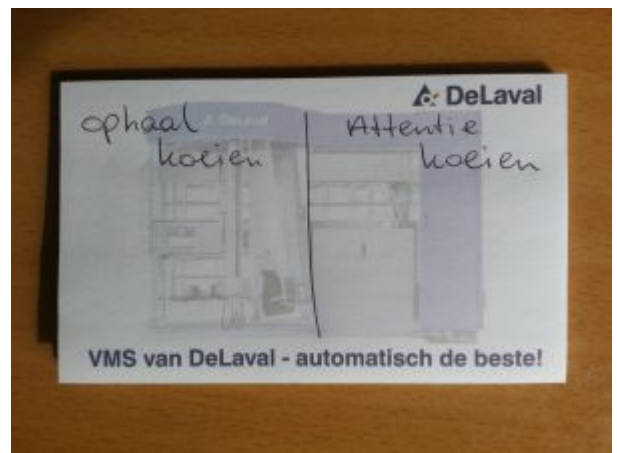 DeLaval
ophaal
koeien
Attentie
koeien
VMS van DeLaval - automatisch de beste!